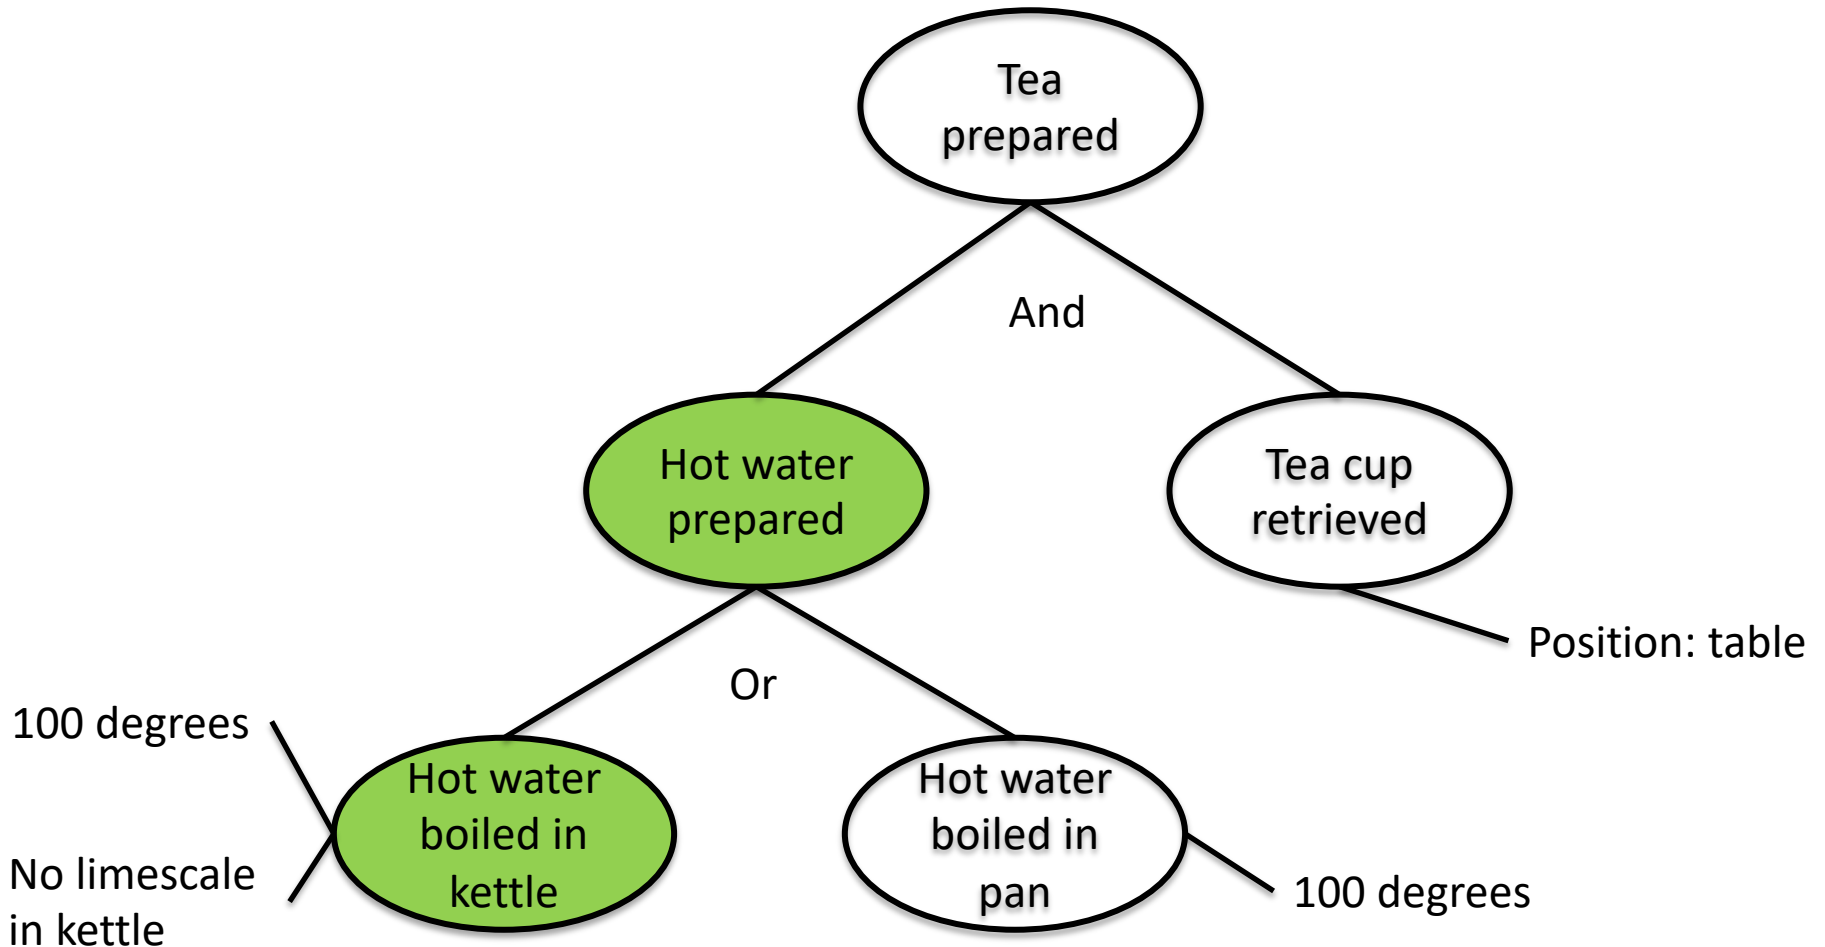 Tea
prepared
And
Hot water
prepared
Tea cup
retrieved
Position: table
Or
100 degrees
Hot water
boiled in
kettle
Hot water
boiled in
pan
No limescale
in kettle
100 degrees